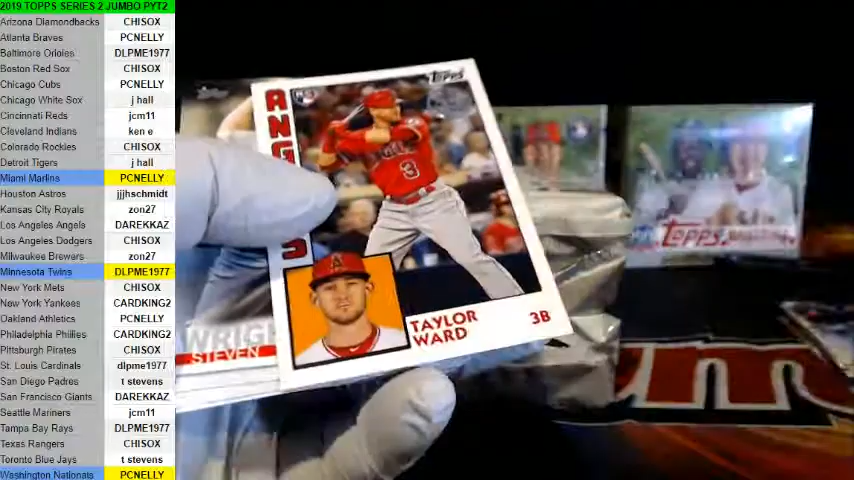 2019 TOPPS SERIES 2 JUMBO PYT2
Arizona Diamondbacks CHISOX
Atlanta Braves PCNELLY
Baltimore Orioles DLPME1977
Boston Red Sox CHISOX
Chicago Cubs PCNELLY
Chicago White Sox j hall
Cincinnati Reds jcm11
Cleveland Indians ken e
Colorado Rockies CHISOX
Detroit Tigers j hall
Miami Marlins PCNELLY
Houston Astros jjjhschmidt
Kansas City Royals zon27
Los Angeles Angels DAREKKAZ
Los Angeles Dodgers CHISOX
Milwaukee Brewers zon27
Minnesota Twins DLPME1977
New York Mets CHISOX
New York Yankees CARDKING2
Oakland Athletics PCNELLY
Philadelphia Phillies CARDKING2
Pittsburgh Pirates CHISOX
St. Louis Cardinals dlpme1977
San Diego Padres t stevens
San Francisco Giants DAREKKAZ
Seattle Mariners jcm11
Tampa Bay Rays DLPME1977
Texas Rangers CHISOX
Toronto Blue Jays t stevens
Washington Nationals PCNELLY
Topps
3
TAYLOR
WARD
3B
WRIGH
STEVEN
TOPPS